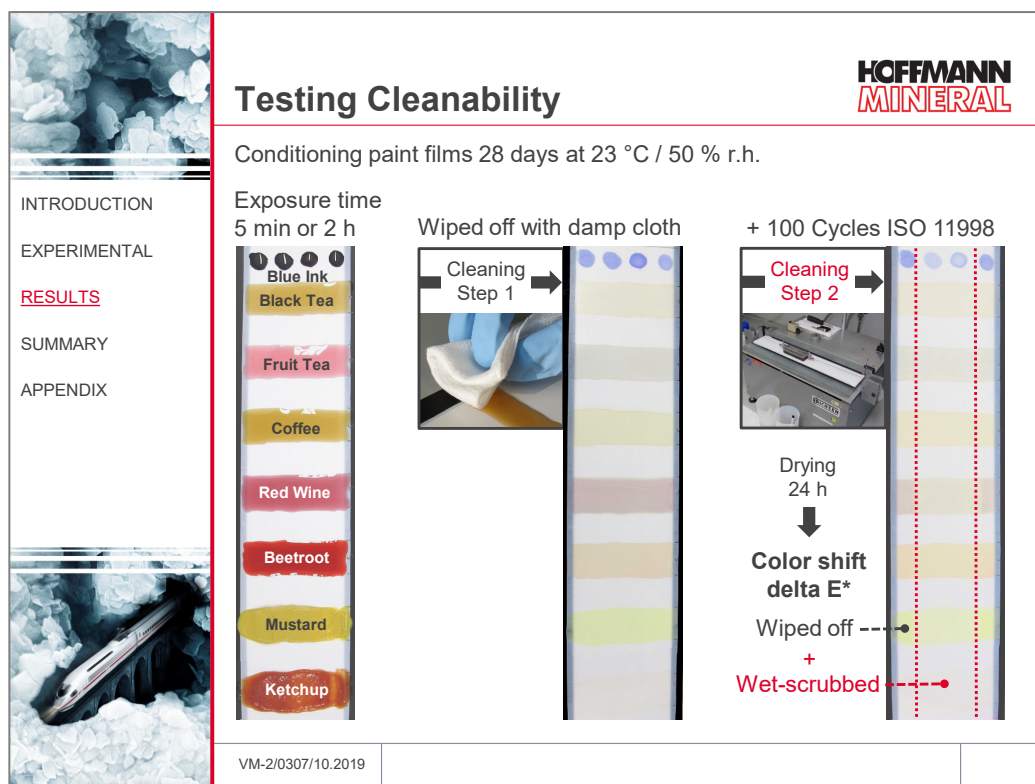 HOFFMANN
MINERAL
Testing Cleanability
Conditioning paint films 28 days at 23 °C / 50 % r.h.
INTRODUCTION
EXPERIMENTAL
RESULTS
SUMMARY
APPENDIX
Exposure time
5 min or 2 h
Blue Ink
Black Tea
Fruit Tea
Coffee
Red Wine
Beetroot
Mustard
Ketchup
Wiped off with damp cloth
Cleaning
Step 1
+ 100 Cycles ISO 11998
Cleaning
Step 2
Drying
24 h
Color shift
delta E*
Wiped off
+
Wet-scrubbed
VM-2/0307/10.2019